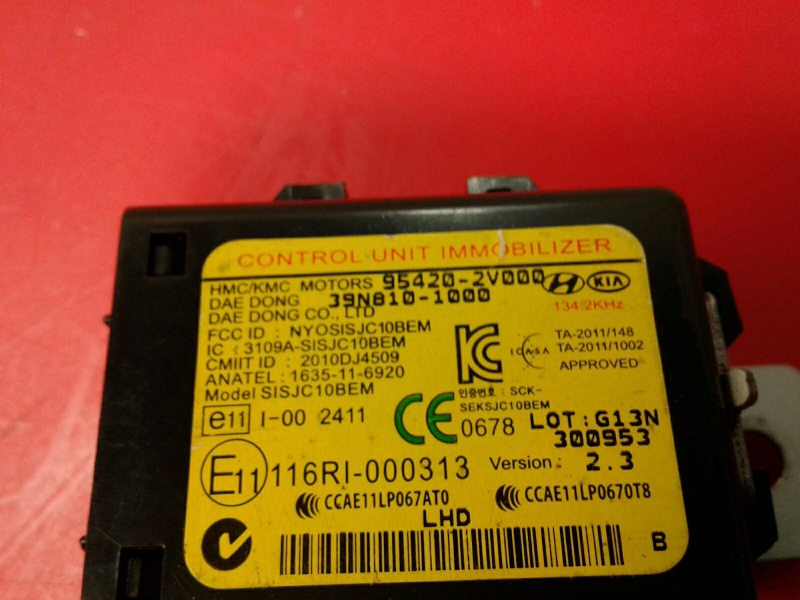 CONTROL UNIT IMMOBILIZER
HMC/KMC MOTORS 95420-2V000 KIA
DAE DONG 39N810-1000
134.2KHz
DAE DONG CO., LTD
FCC ID : NYOSISJC10BEM
IC : 3109A-SISJC10BEM
CMIIT ID : 2010DJ4509
ANATEL : 1635-11-6920
Model SISJC10BEM
ICASA
TA-2011/148
TA-2011/1002
APPROVED
인증번호 : SCK-
SEKSJC10BEM
e11 I-00 2411
CE 0678
LOT:G13N
300953
E11 116RI-000313
Version : 2.3
CCAE11LP067AT0 CCAE11LP0670T8
LHD
B